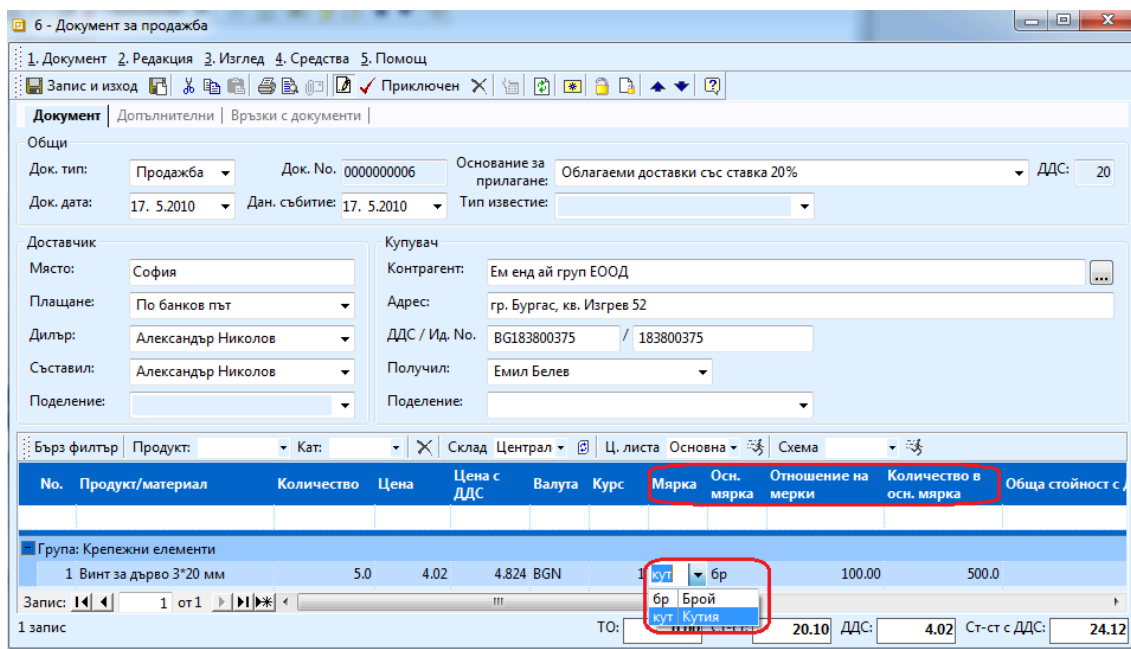 6 - Документ за продажба
1. Документ 2. Редакция 3. Изглед 4. Средства 5. Помощ
Запис и изход Приключен
Документ Допълнителни Връзки с документи
Общи
Док. тип: Продажба Док. No. 0000000006 Основание за прилагане: Облагаеми доставки със ставка 20% ДДС: 20
Док. дата: 17. 5.2010 Дан. събитие: 17. 5.2010 Тип известие:
Доставчик Купувач
Място: София Контрагент: Ем енд ай груп ЕООД ...
Плащане: По банков път Адрес: гр. Бургас, кв. Изгрев 52
Дилър: Александър Николов ДДС / Ид. No. BG183800375 / 183800375
Съставил: Александър Николов Получил: Емил Белев
Поделение: Поделение:
Бърз филтър Продукт: Кат: Склад Централ Ц. листа Основна Схема
No. Продукт/материал Количество Цена Цена с ДДС Валута Курс Мярка Осн. мярка Отношение на мерки Количество в осн. мярка Обща стойност с
Група: Крепежни елементи
1 Винт за дърво 3*20 мм 5.0 4.02 4.824 BGN 1 кут бр 100.00 500.0
бр Брой
кут Кутия
Запис: 1 от 1
1 запис ТО: 0.00 Ст-ст: 20.10 ДДС: 4.02 Ст-ст с ДДС: 24.12